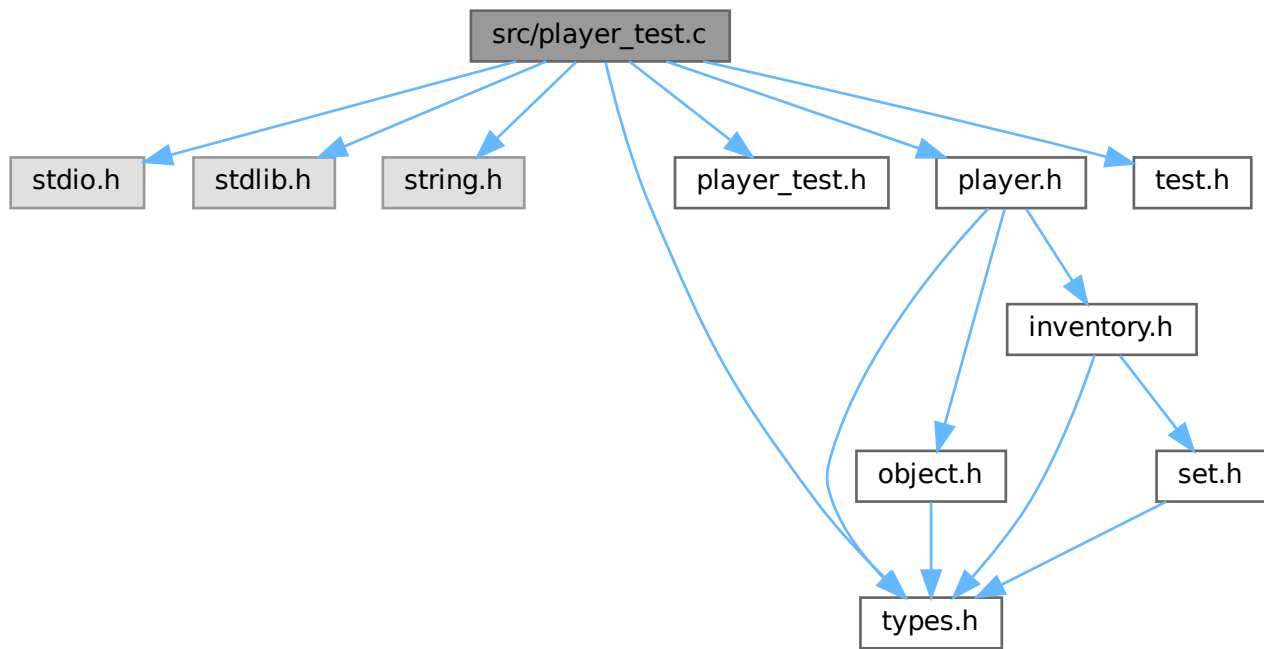 src/player_test.c
stdio.h
stdlib.h
string.h
player_test.h
player.h
test.h
inventory.h
object.h
set.h
types.h